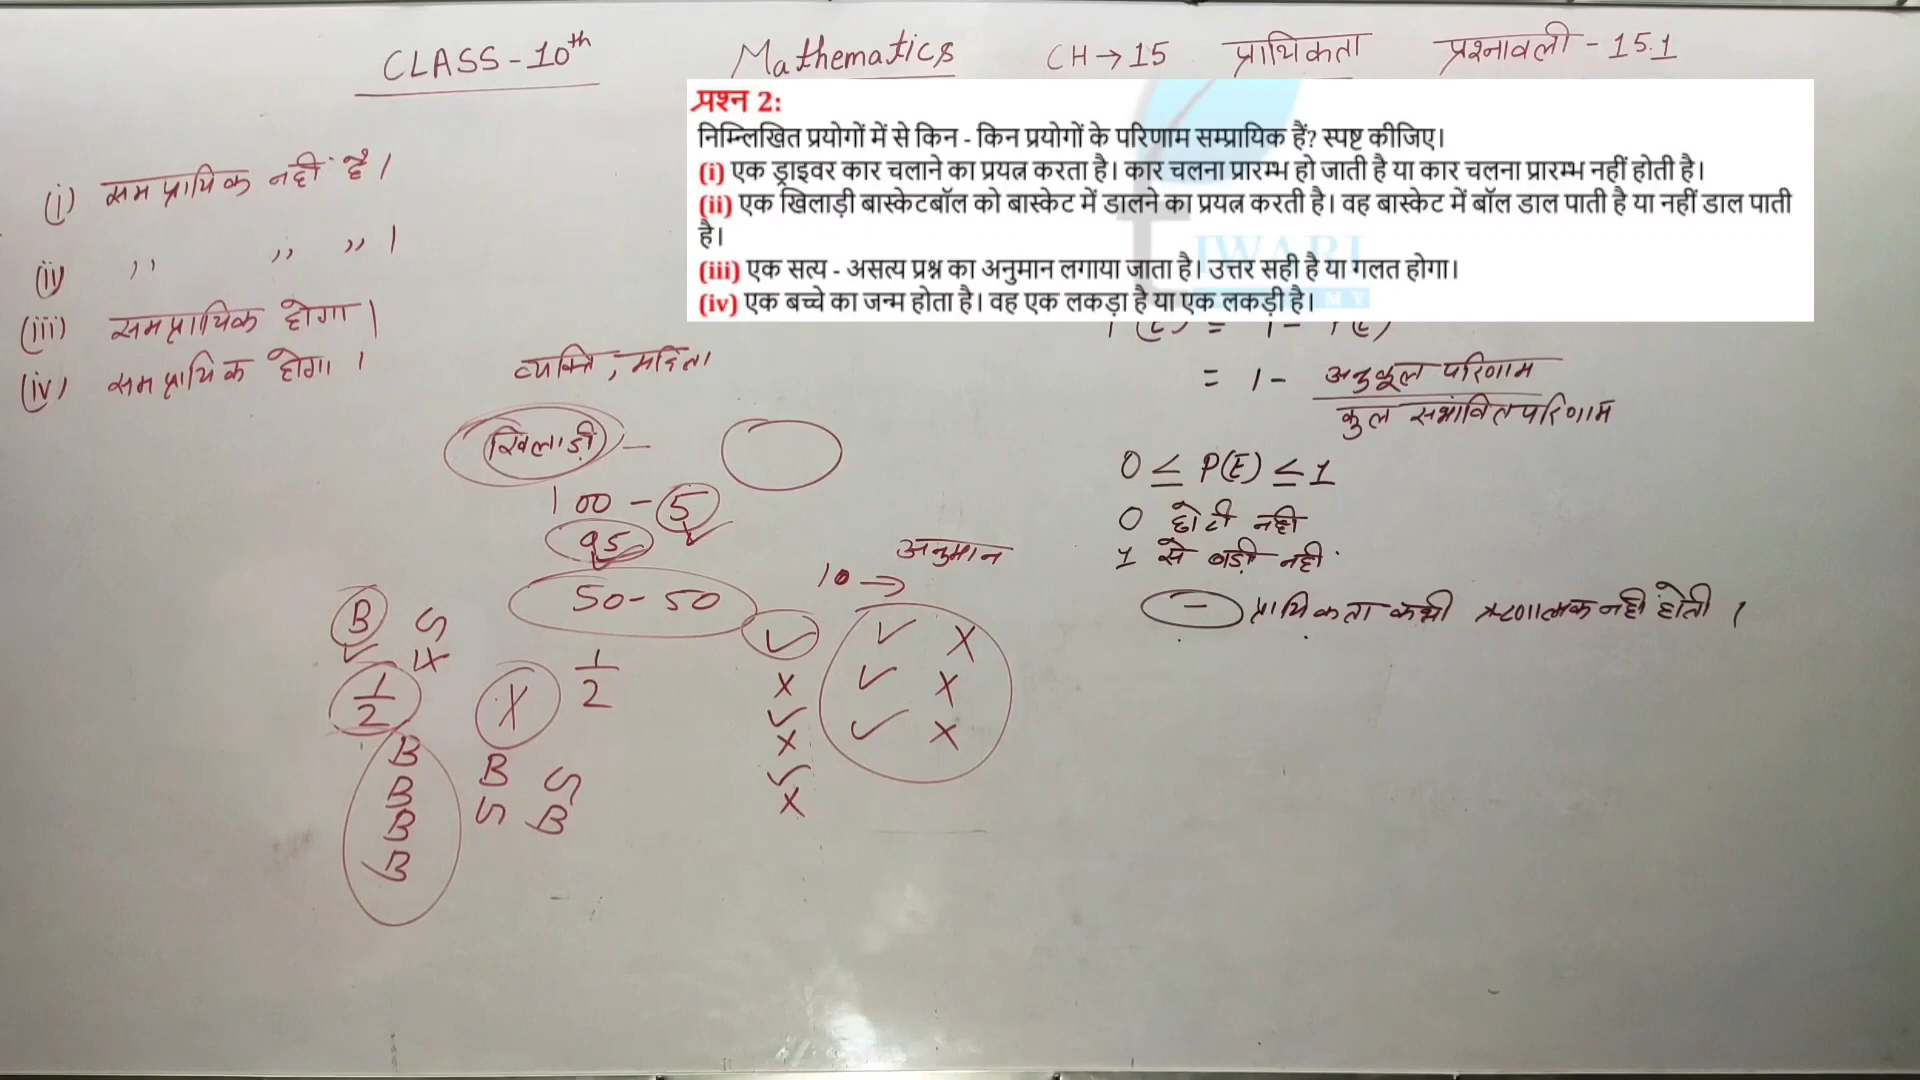 CLASS-10th Mathematics CH→15 प्रायिकता प्रश्नावली-15.1
प्रश्न 2:
निम्न्लिखित प्रयोगों में से किन - किन प्रयोगों के परिणाम सम्प्रायिक हैं? स्पष्ट कीजिए।
(i) एक ड्राइवर कार चलाने का प्रयत्न करता है। कार चलना प्रारम्भ हो जाती है या कार चलना प्रारम्भ नहीं होती है।
(ii) एक खिलाड़ी बास्केटबॉल को बास्केट में डालने का प्रयत्न करती है। वह बास्केट में बॉल डाल पाती है या नहीं डाल पाती
है।
(iii) एक सत्य - असत्य प्रश्न का अनुमान लगाया जाता है। उत्तर सही है या गलत होगा।
(iv) एक बच्चे का जन्म होता है। वह एक लकड़ा है या एक लकड़ी है।
(i) सम प्रायिक नहीं है।
(ii) ,, ,, ,, ।
(iii) समप्रायिक होगा।
(iv) सम प्रायिक होगा।
व्यक्ति, महिला
खिलाड़ी -
100 - 5
95
50-50
10 → अनुमान
✓ ✓ X
X ✓ X
✓ ✓ X
X
✓
X
B S
✓ X
1/2 X 1/2
B B S
B S B
B
B
= 1 - अनुकूल परिणाम
कुल सभांवित परिणाम
0 ≤ P(E) ≤ 1
0 छोटी नही
1 से बड़ी नही
- प्रायिकता कभी ऋणात्मक नही होती।